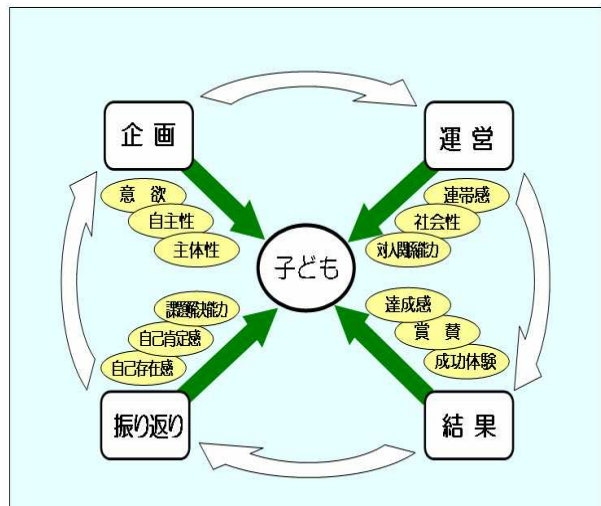 企画
運営
意欲
自主性
主体性
連帯感
社会性
対人関係能力
子ども
課題解決能力
自己肯定感
自己存在感
達成感
賞賛
成功体験
振り返り
結果